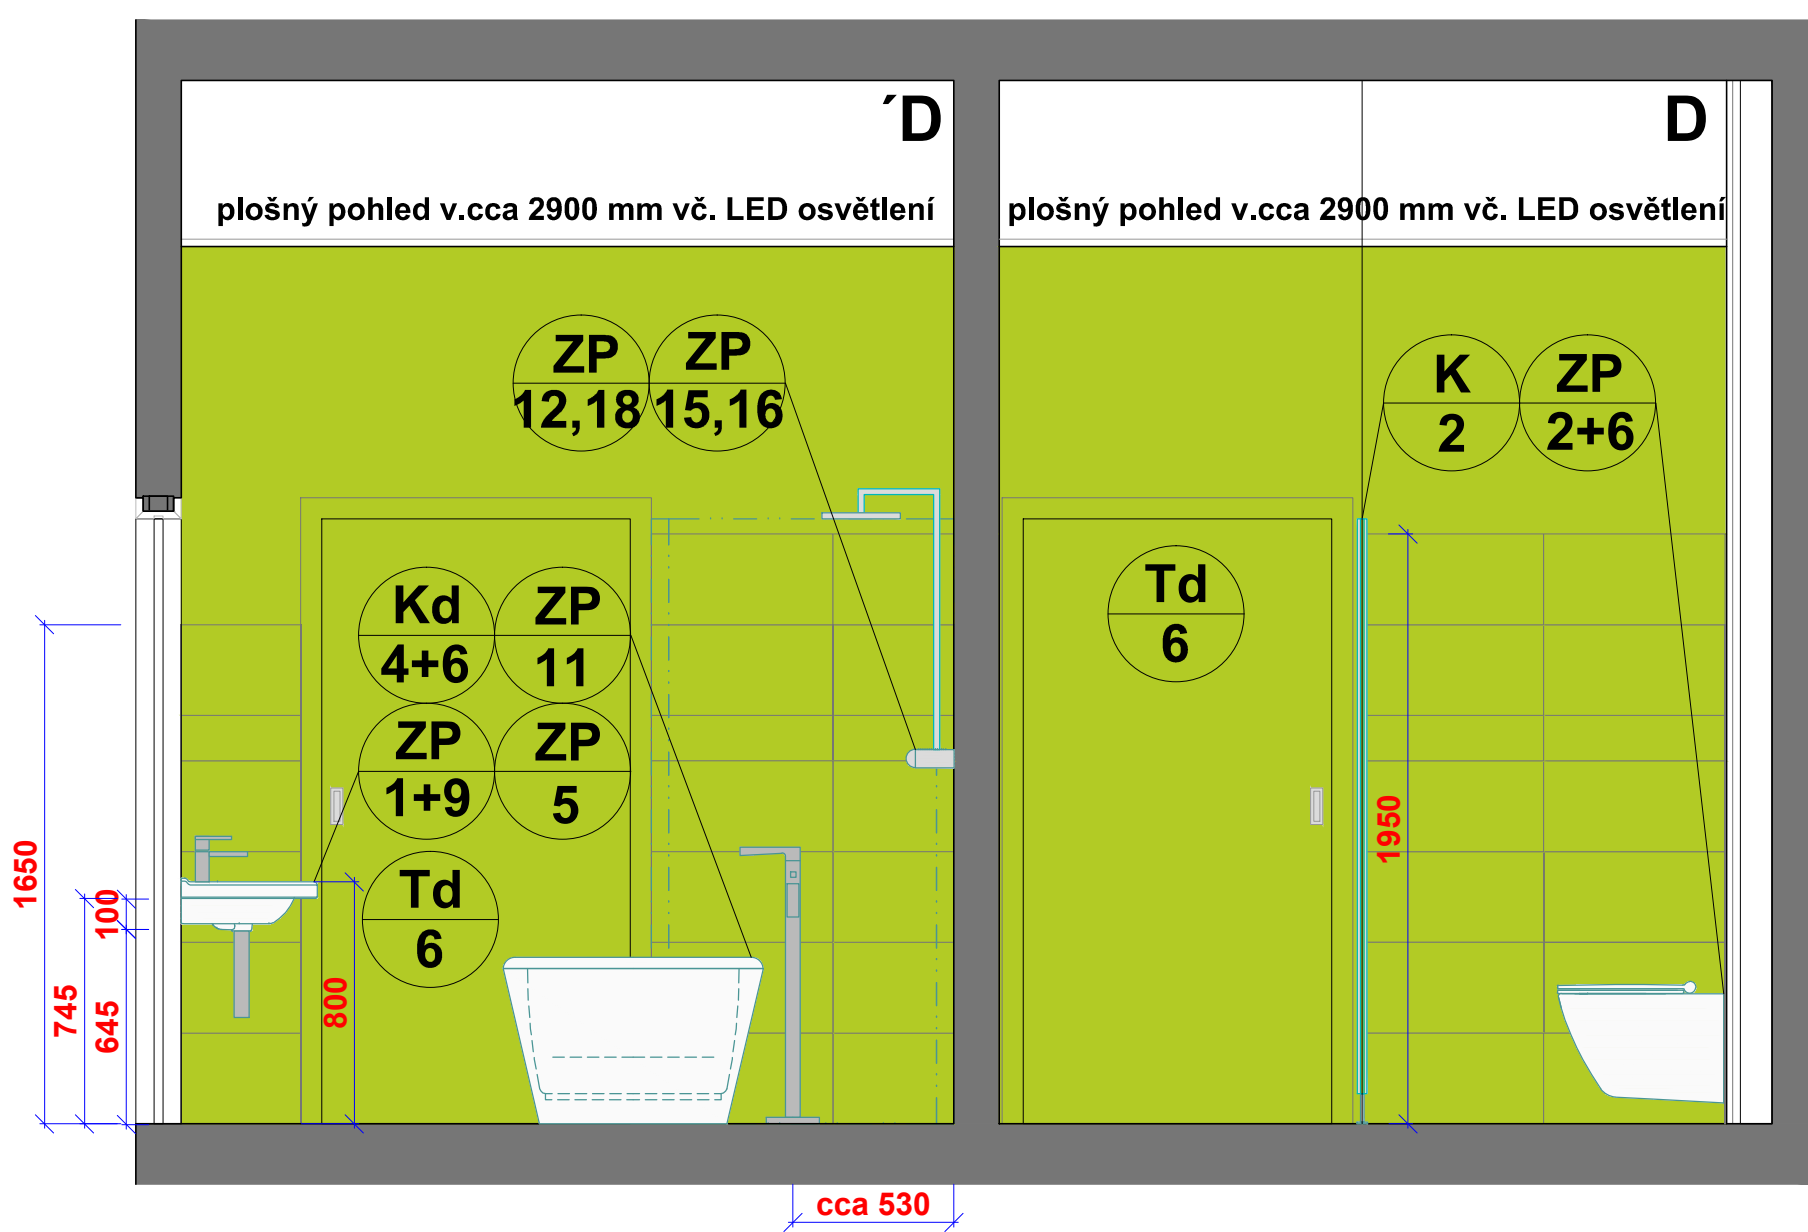 ´D
D
plošný pohled v.cca 2900 mm vč. LED osvětlení
plošný pohled v.cca 2900 mm vč. LED osvětlení
ZP
12,18
ZP
15,16
K
2
ZP
2+6
Kd
4+6
ZP
11
ZP
1+9
ZP
5
Td
6
Td
6
1650
745
100
645
800
1950
cca 530